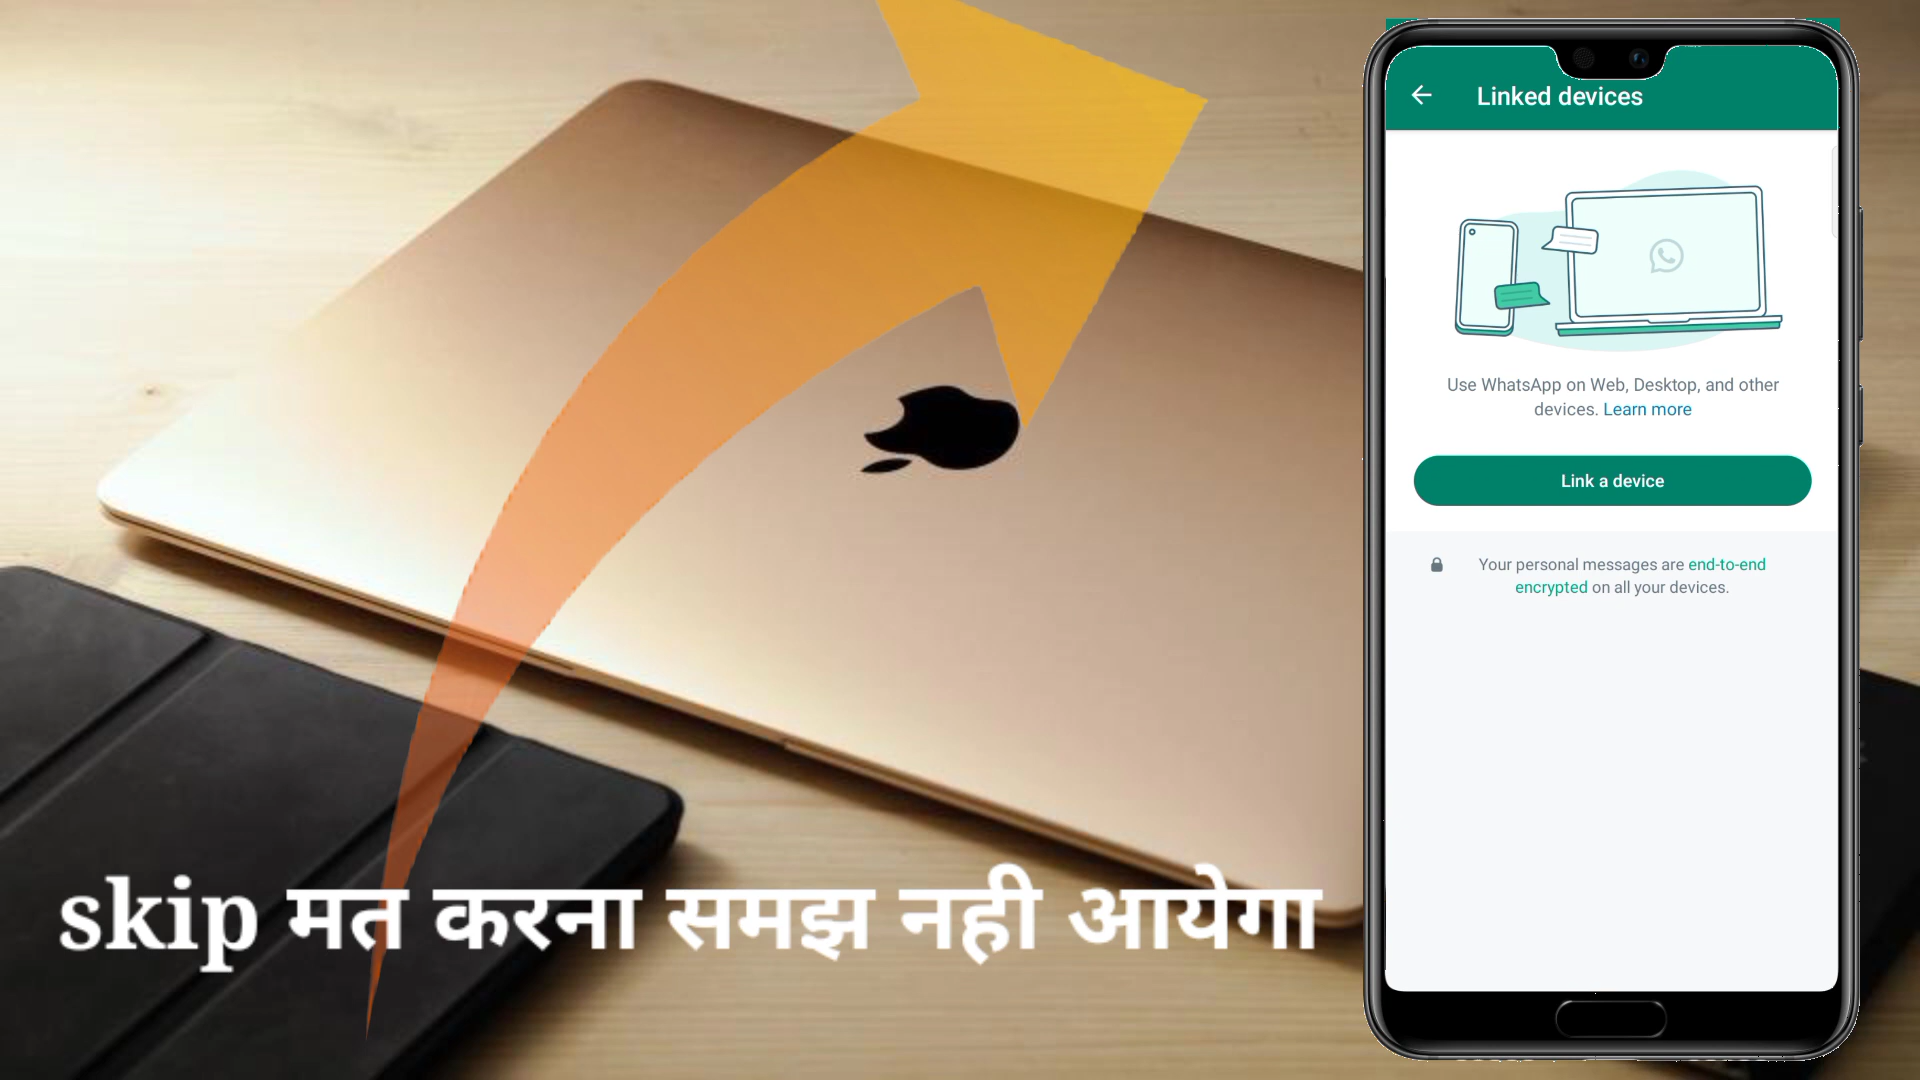 Linked devices
Use WhatsApp on Web, Desktop, and other
devices. Learn more
Link a device
Your personal messages are end-to-end
encrypted on all your devices.
skip मत करना समझ नही आयेगा